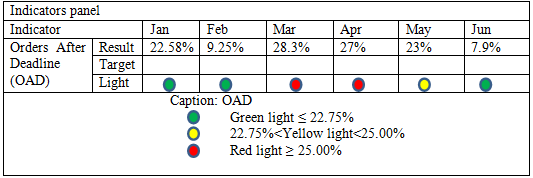 Indicators panel
Indicator Jan Feb Mar Apr May Jun
Orders After Deadline (OAD) Result 22.58% 9.25% 28.3% 27% 23% 7.9%
Target
Light
Caption: OAD
Green light ≤ 22.75%
22.75%<Yellow light<25.00%
Red light ≥ 25.00%